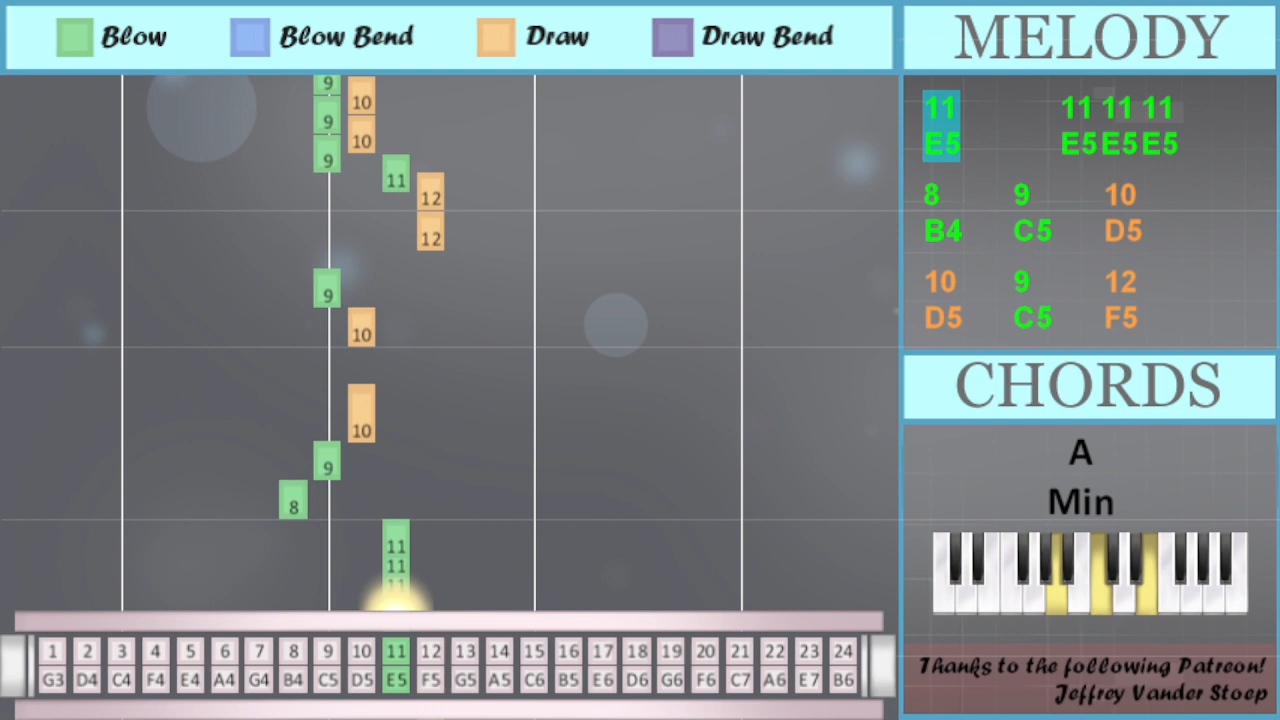 Blow Blow Bend Draw Draw Bend
MELODY
11 11 11 11
E5 E5 E5 E5
8 9 10
B4 C5 D5
10 9 12
D5 C5 F5
CHORDS
A
Min
Thanks to the following Patreon!
Jeffrey Vander Stoep
9
10
9
10
9
11
12
12
9
10
10
9
8
11
11
11
1 2 3 4 5 6 7 8 9 10 11 12 13 14 15 16 17 18 19 20 21 22 23 24
G3 D4 C4 F4 E4 A4 G4 B4 C5 D5 E5 F5 G5 A5 C6 B5 E6 D6 G6 F6 C7 A6 E7 B6